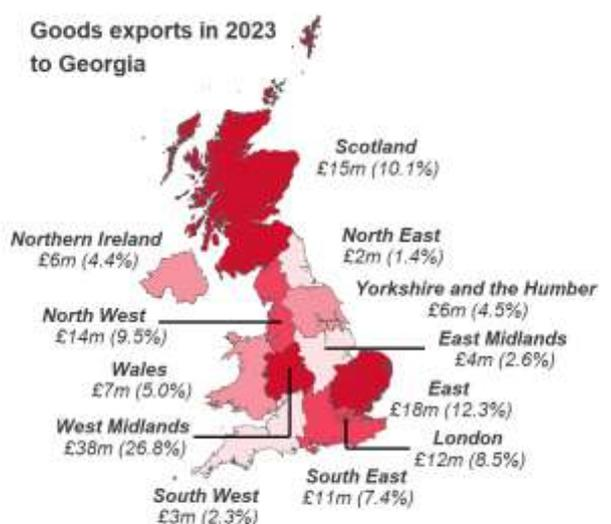 Goods exports in 2023
to Georgia
Scotland
£15m (10.1%)
Northern Ireland
£6m (4.4%)
North East
£2m (1.4%)
Yorkshire and the Humber
£6m (4.5%)
North West
£14m (9.5%)
East Midlands
£4m (2.6%)
Wales
£7m (5.0%)
East
£18m (12.3%)
West Midlands
£38m (26.8%)
London
£12m (8.5%)
South East
£11m (7.4%)
South West
£3m (2.3%)